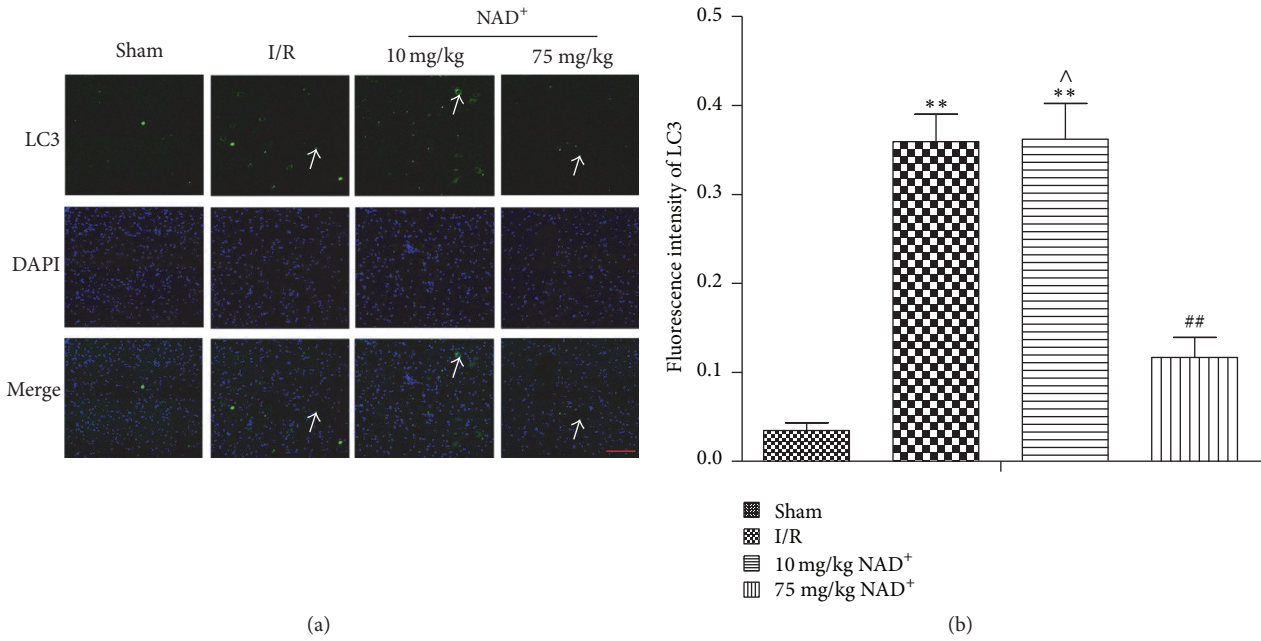 NAD+
Sham
I/R
10 mg/kg
75 mg/kg
LC3
DAPI
Merge
(a)
Fluorescence intensity of LC3
0.5
0.4
0.3
0.2
0.1
0.0
**
^
**
##
Sham
I/R
10 mg/kg NAD+
75 mg/kg NAD+
(b)